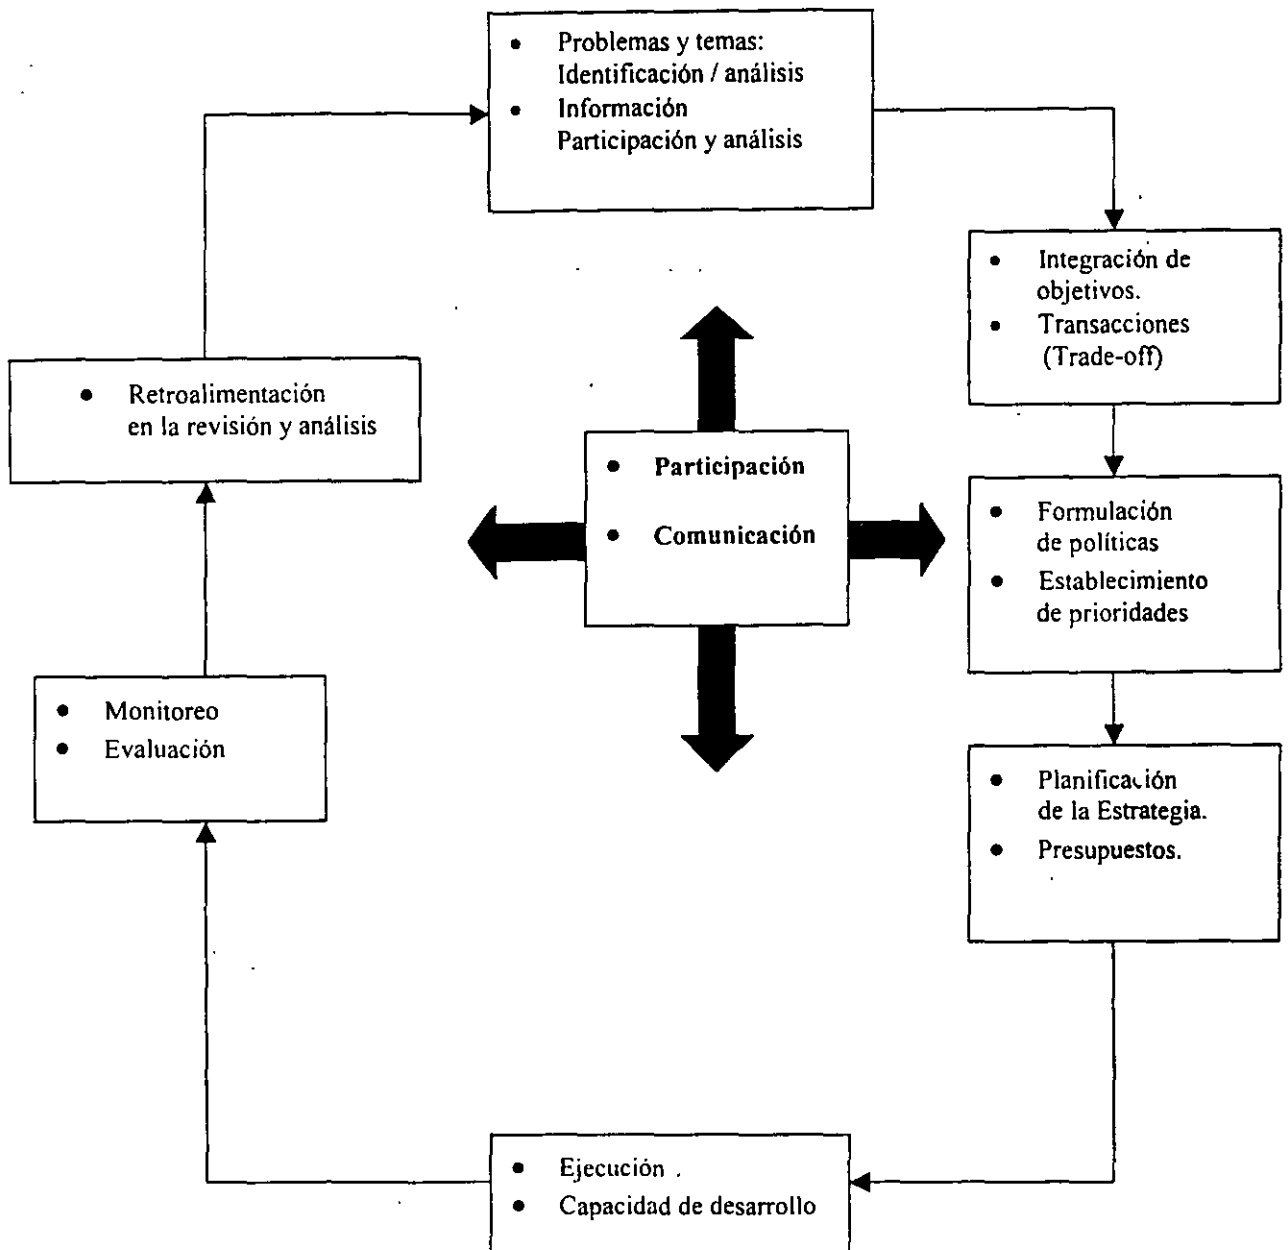 • Problemas y temas:
Identificación / análisis
• Información
Participación y análisis
• Integración de
objetivos.
• Transacciones
(Trade-off)
• Retroalimentación
en la revisión y análisis
• Participación
• Comunicación
• Formulación
de políticas
• Establecimiento
de prioridades
• Monitoreo
• Evaluación
• Planificación
de la Estrategia.
• Presupuestos.
• Ejecución .
• Capacidad de desarrollo